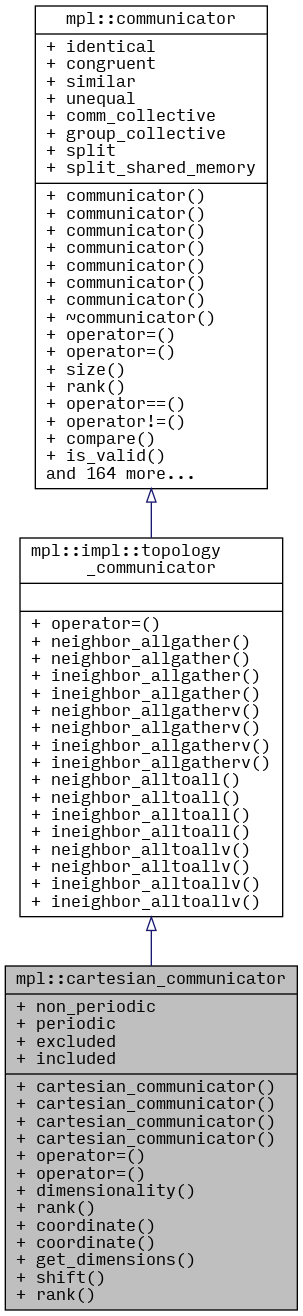 mpl::communicator
+ identical
+ congruent
+ similar
+ unequal
+ comm_collective
+ group_collective
+ split
+ split_shared_memory
+ communicator()
+ communicator()
+ communicator()
+ communicator()
+ communicator()
+ communicator()
+ communicator()
+ ~communicator()
+ operator=()
+ operator=()
+ size()
+ rank()
+ operator==()
+ operator!=()
+ compare()
+ is_valid()
and 164 more...
mpl::impl::topology
_communicator
+ operator=()
+ neighbor_allgather()
+ neighbor_allgather()
+ ineighbor_allgather()
+ ineighbor_allgather()
+ neighbor_allgatherv()
+ neighbor_allgatherv()
+ ineighbor_allgatherv()
+ ineighbor_allgatherv()
+ neighbor_alltoall()
+ neighbor_alltoall()
+ ineighbor_alltoall()
+ ineighbor_alltoall()
+ neighbor_alltoallv()
+ neighbor_alltoallv()
+ ineighbor_alltoallv()
+ ineighbor_alltoallv()
mpl::cartesian_communicator
+ non_periodic
+ periodic
+ excluded
+ included
+ cartesian_communicator()
+ cartesian_communicator()
+ cartesian_communicator()
+ cartesian_communicator()
+ operator=()
+ operator=()
+ dimensionality()
+ rank()
+ coordinate()
+ coordinate()
+ get_dimensions()
+ shift()
+ rank()